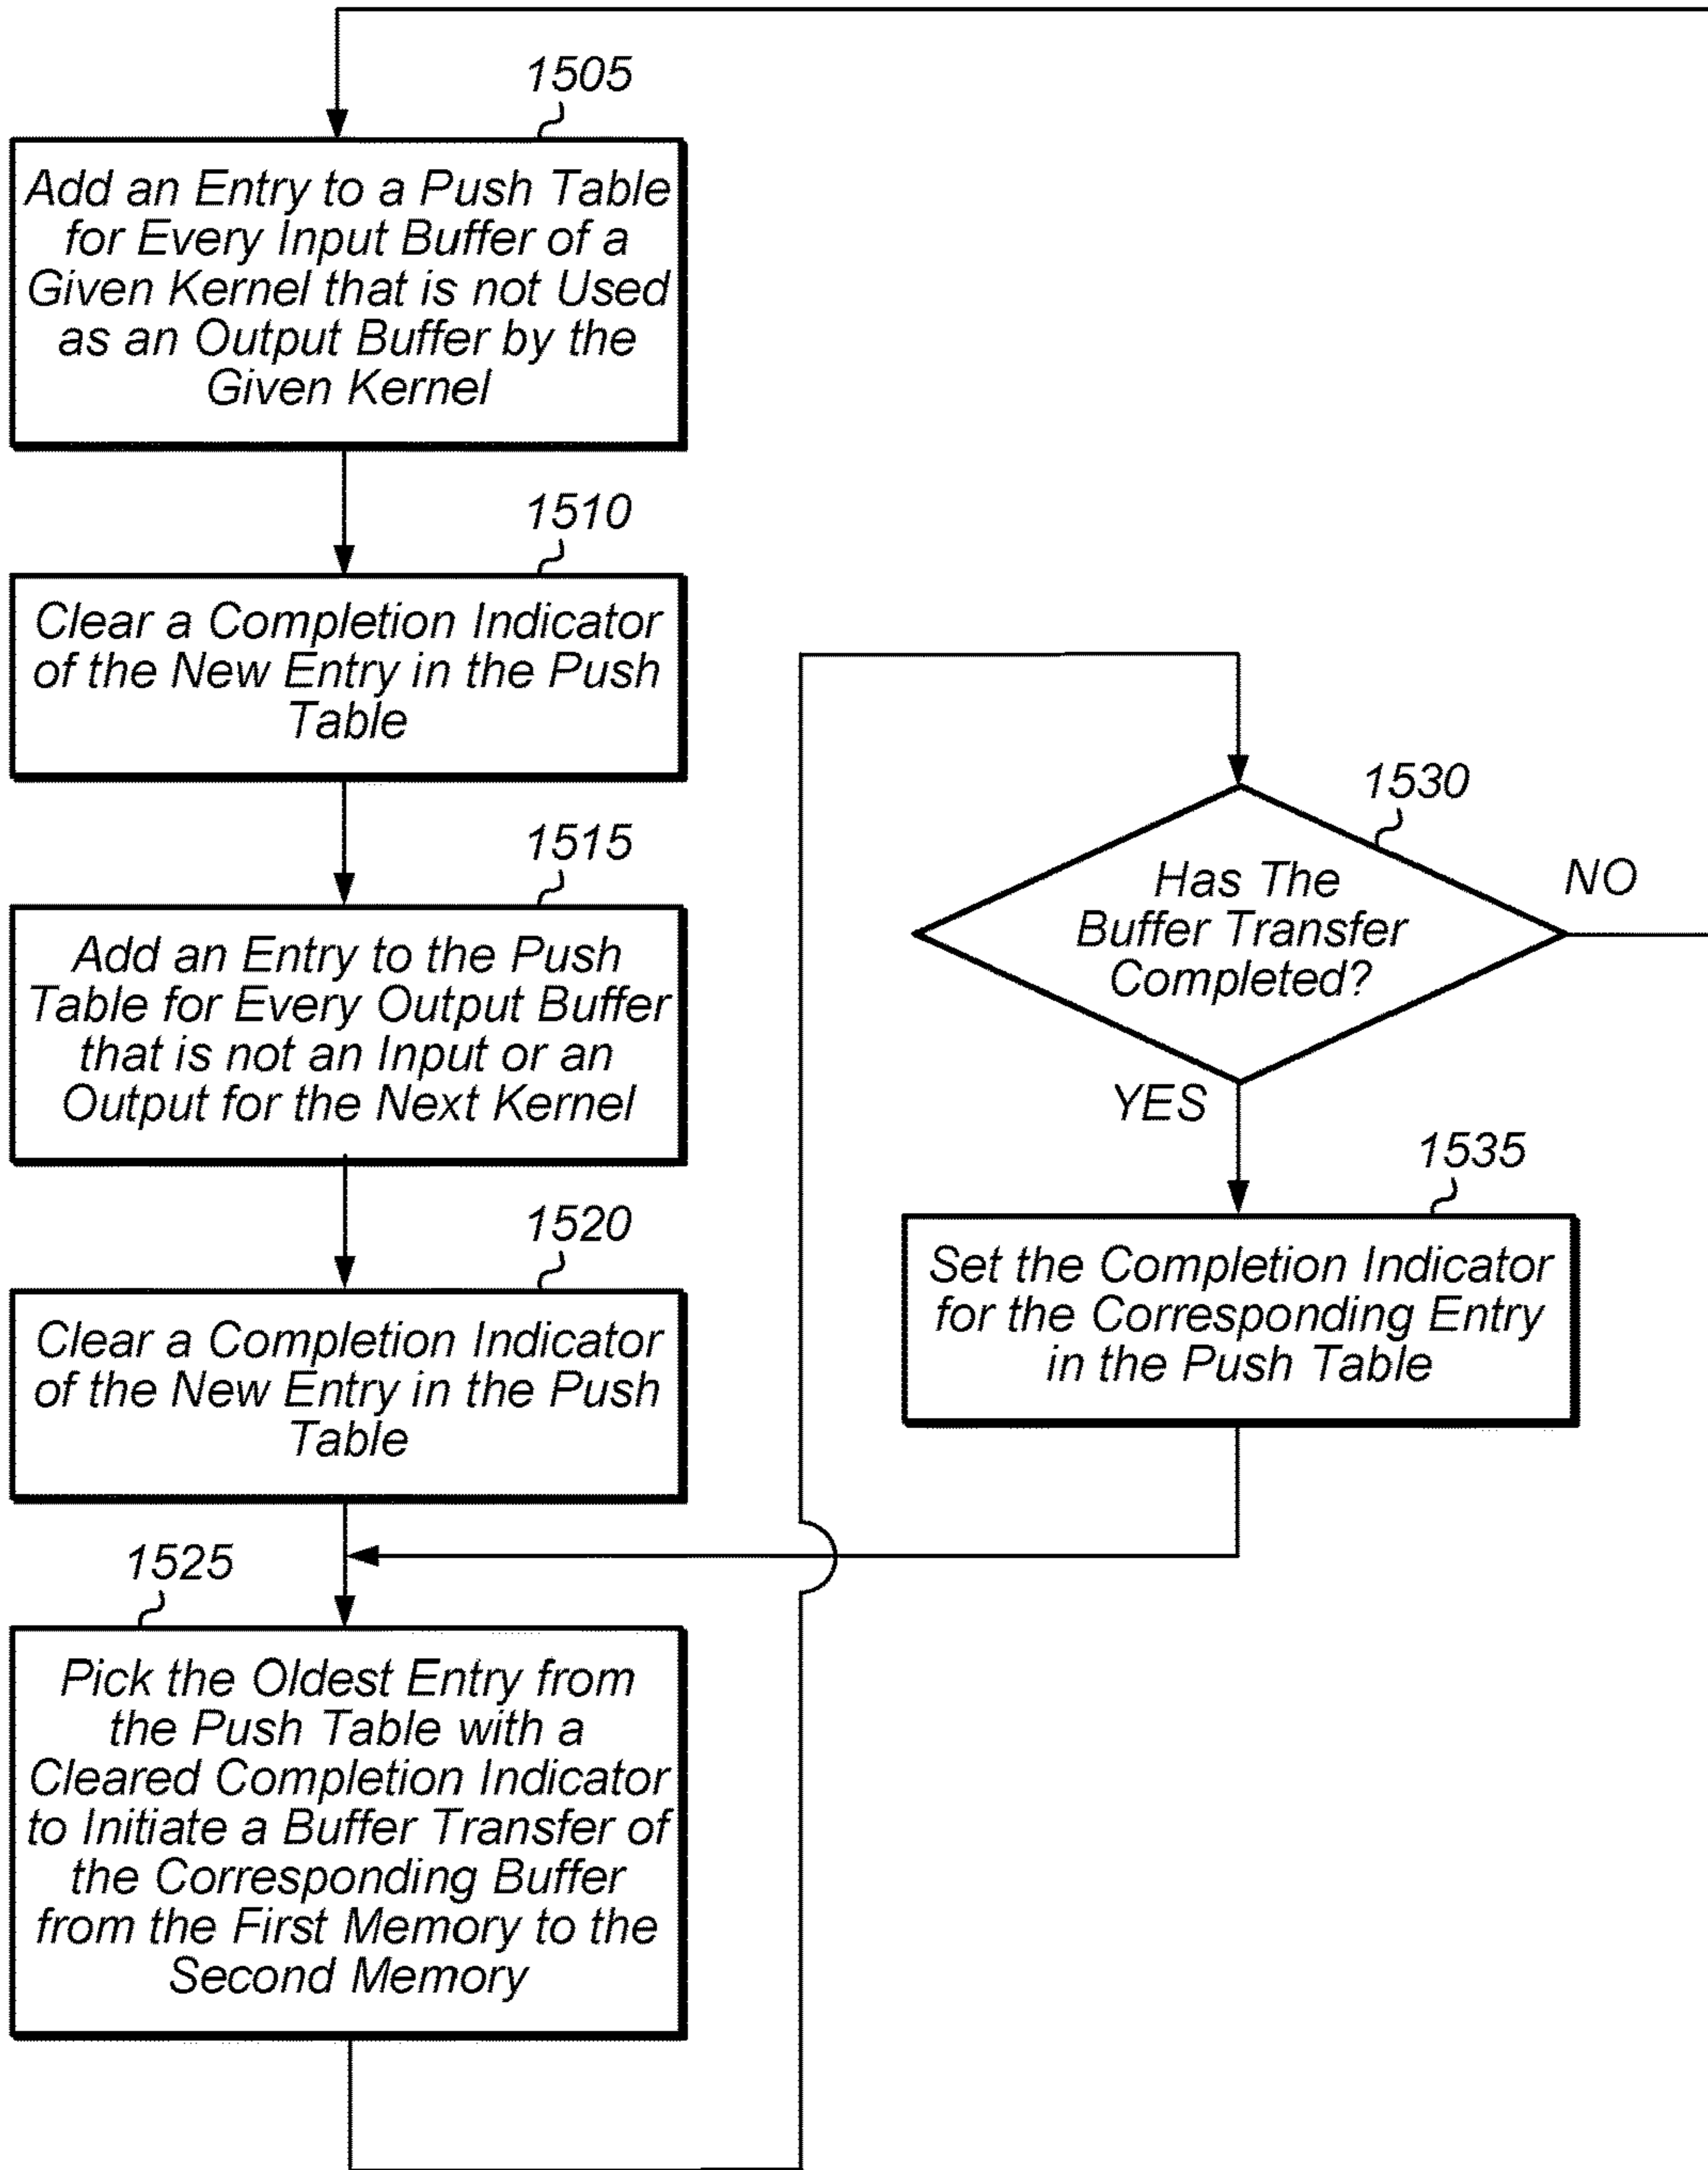 1505
Add an Entry to a Push Table
for Every Input Buffer of a
Given Kernel that is not Used
as an Output Buffer by the
Given Kernel
1510
Clear a Completion Indicator
of the New Entry in the Push
Table
1515
Add an Entry to the Push
Table for Every Output Buffer
that is not an Input or an
Output for the Next Kernel
1520
Clear a Completion Indicator
of the New Entry in the Push
Table
1525
Pick the Oldest Entry from
the Push Table with a
Cleared Completion Indicator
to Initiate a Buffer Transfer of
the Corresponding Buffer
from the First Memory to the
Second Memory
1530
Has The
Buffer Transfer
Completed?
NO
YES
1535
Set the Completion Indicator
for the Corresponding Entry
in the Push Table